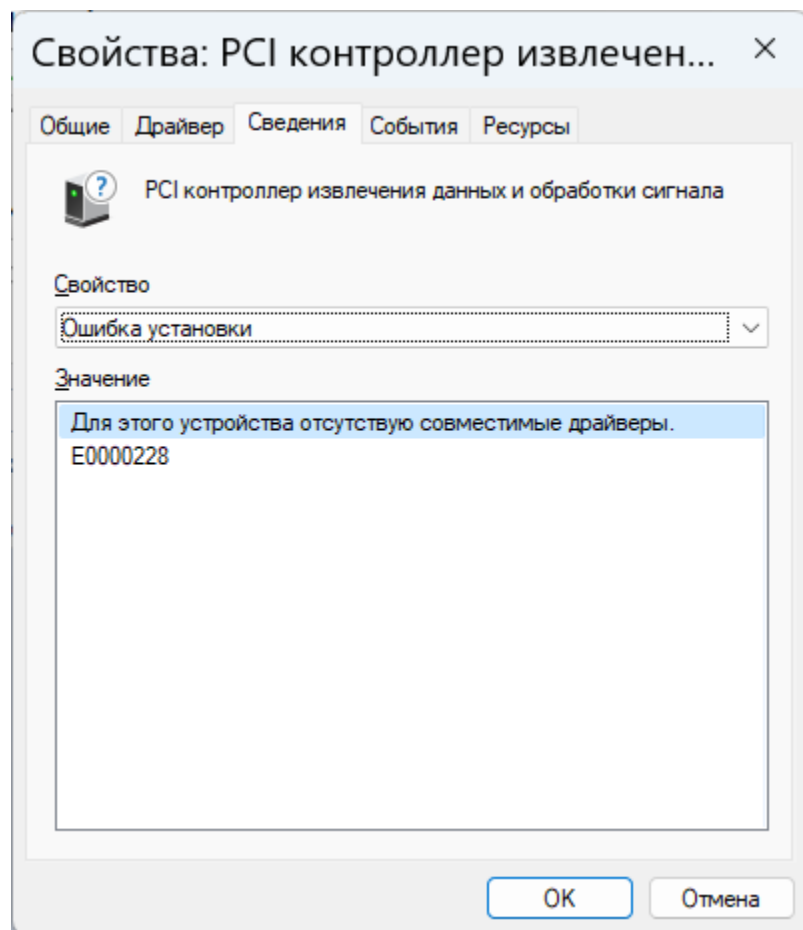 Свойства: PCI контроллер извлечен...
Общие Драйвер Сведения События Ресурсы
PCI контроллер извлечения данных и обработки сигнала
Свойство
Ошибка установки
Значение
Для этого устройства отсутствую совместимые драйверы.
E0000228
ОК Отмена